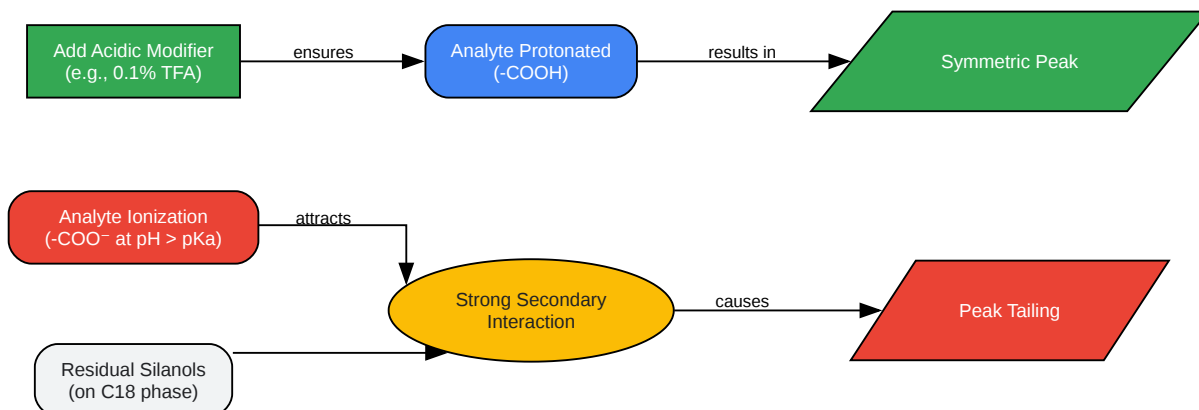 Add Acidic Modifier
(e.g., 0.1% TFA)
ensures
Analyte Protonated
(-COOH)
results in
Symmetric Peak
Analyte Ionization
(-COO⁻ at pH > pKa)
attracts
Strong Secondary
Interaction
causes
Peak Tailing
Residual Silanols
(on C18 phase)